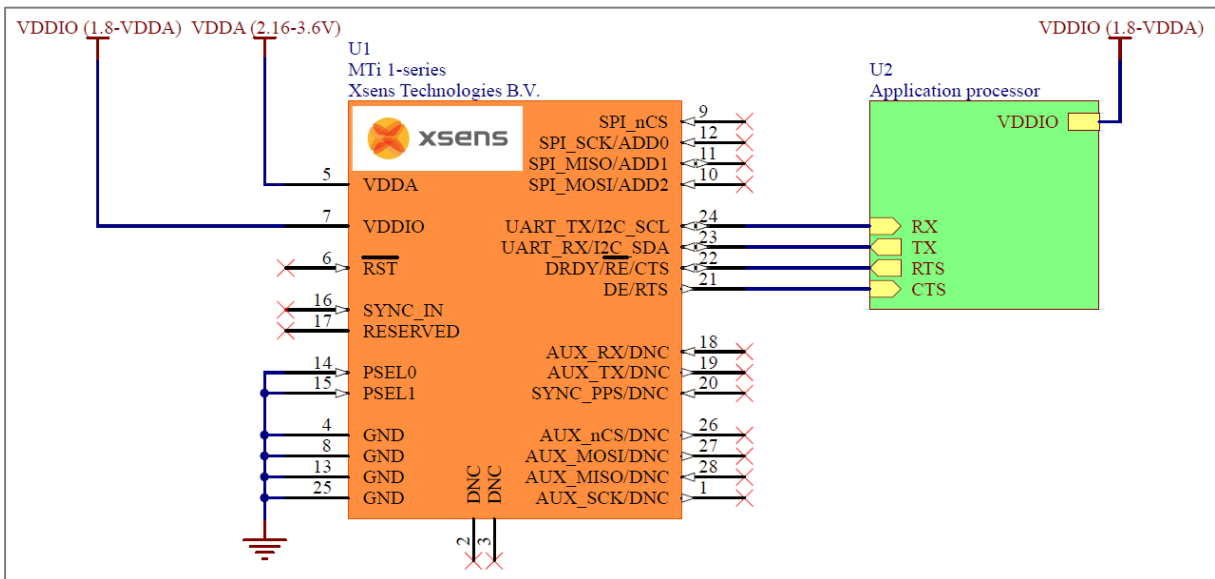 VDDIO (1.8-VDDA) VDDA (2.16-3.6V) VDDIO (1.8-VDDA)
U1
MTi 1-series
Xsens Technologies B.V.
U2
Application processor
xsens
5 VDDA
7 VDDIO
6 RST
16 SYNC_IN
17 RESERVED
14 PSEL0
15 PSEL1
4 GND
8 GND
13 GND
25 GND
SPI_nCS 9
SPI_SCK/ADD0 12
SPI_MISO/ADD1 11
SPI_MOSI/ADD2 10
UART_TX/I2C_SCL 24
UART_RX/I2C_SDA 23
DRDY/RE/CTS 22
DE/RTS 21
AUX_RX/DNC 18
AUX_TX/DNC 19
SYNC_PPS/DNC 20
AUX_nCS/DNC 26
AUX_MOSI/DNC 27
AUX_MISO/DNC 28
AUX_SCK/DNC 1
DNC 2
DNC 3
VDDIO
RX
TX
RTS
CTS